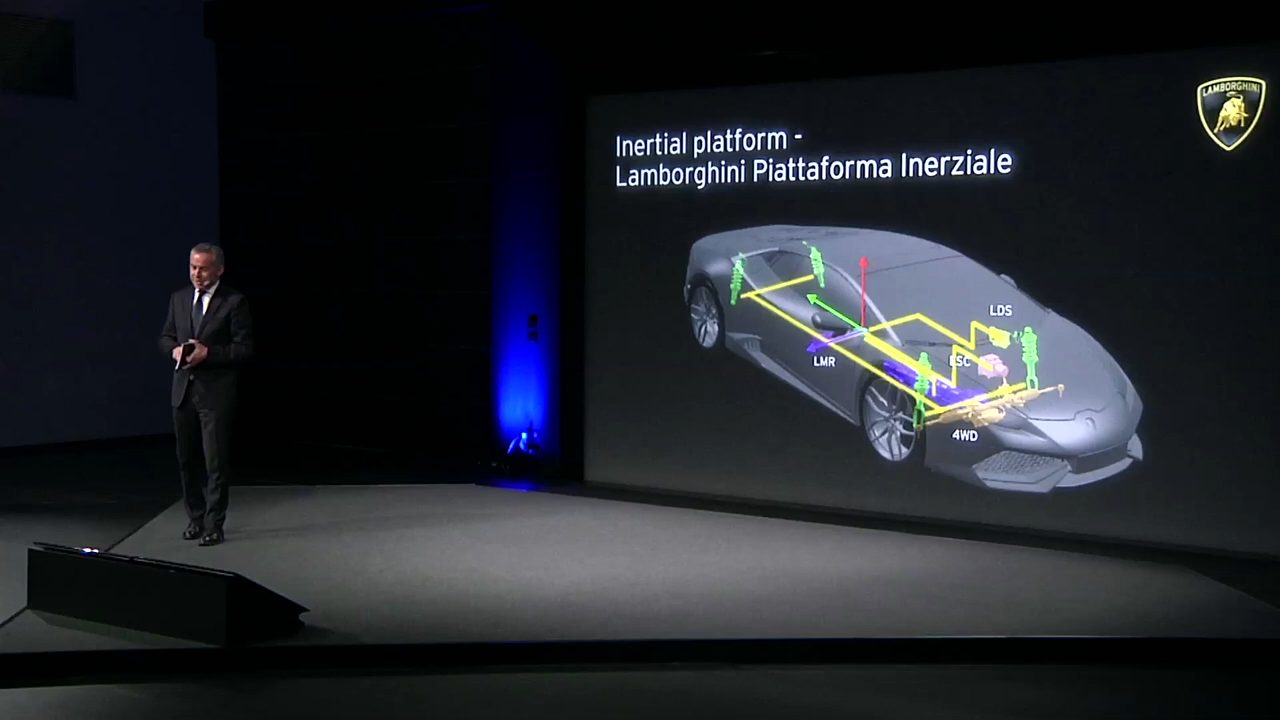 LAMBORGHINI
Inertial platform -
Lamborghini Piattaforma Inerziale
LDS
ESC
LMR
4WD